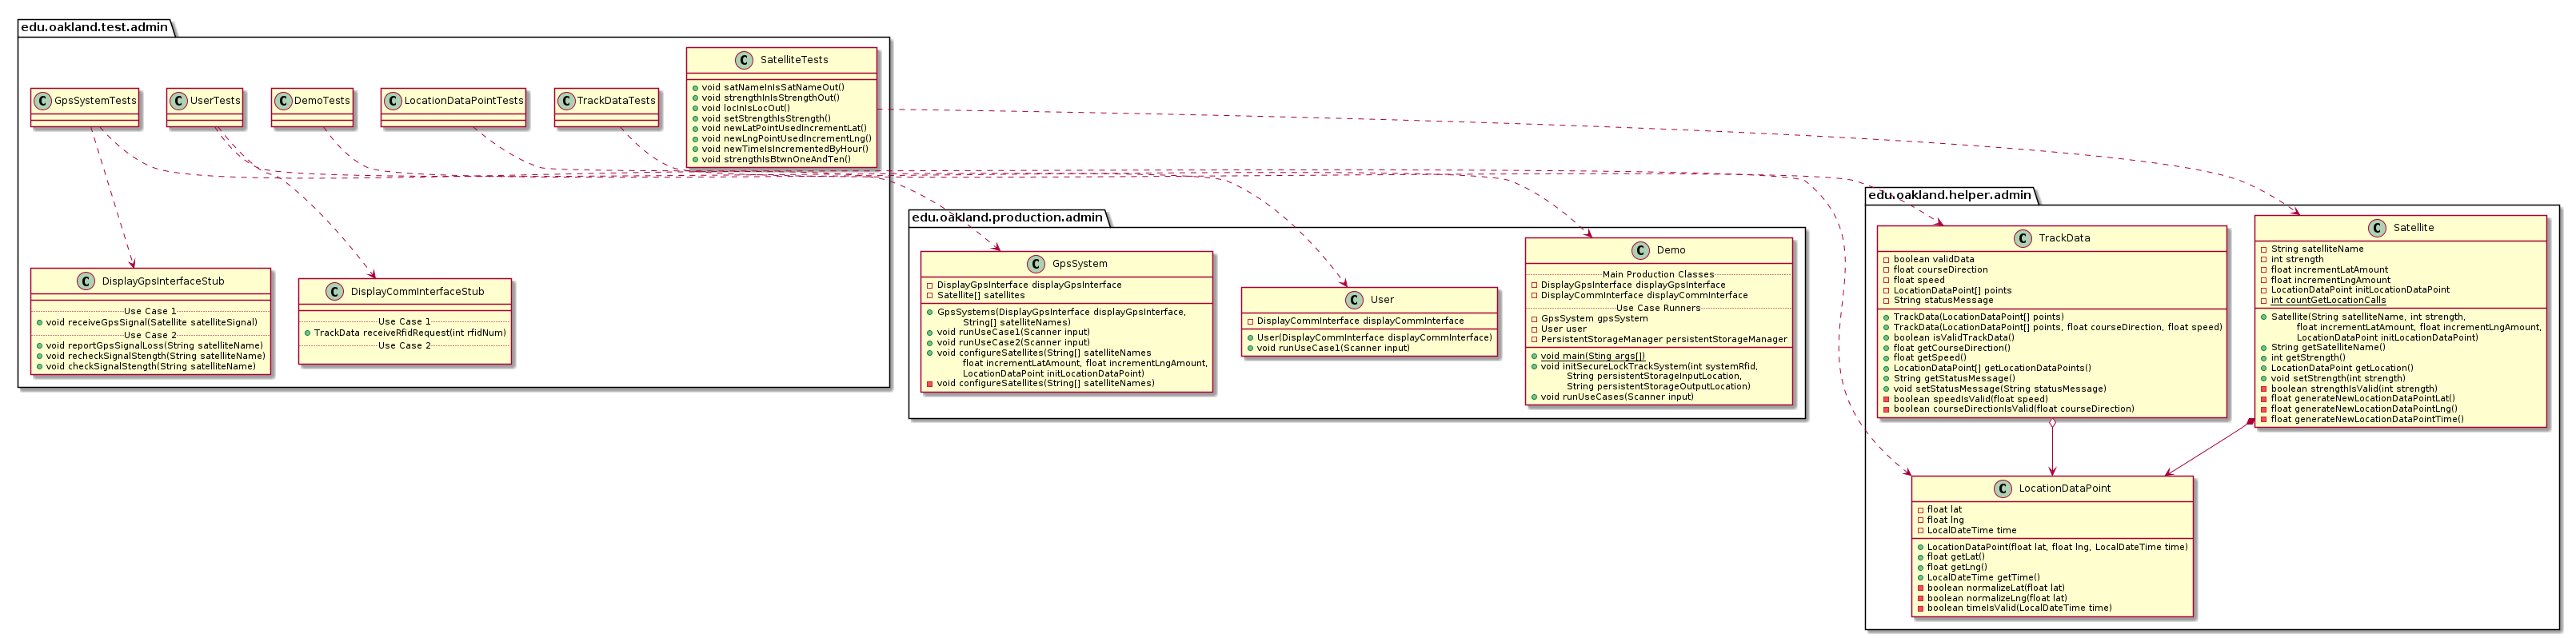 edu.oakland.test.admin
C GpsSystemTests
C UserTests
C DemoTests
C LocationDataPointTests
C TrackDataTests
C SatelliteTests
void satNameInIsSatNameOut()
void strengthInIsStrengthOut()
void locInIsLocOut()
void setStrengthIsStrength()
void newLatPointUsedIncrementLat()
void newLngPointUsedIncrementLng()
void newTimeIsIncrementedByHour()
void strengthIsBtwnOneAndTen()
C DisplayGpsInterfaceStub
Use Case 1
void receiveGpsSignal(Satellite satelliteSignal)
Use Case 2
void reportGpsSignalLoss(String satelliteName)
void recheckSignalStength(String satelliteName)
void checkSignalStength(String satelliteName)
C DisplayCommInterfaceStub
Use Case 1
TrackData receiveRfidRequest(int rfidNum)
Use Case 2
edu.oakland.production.admin
C GpsSystem
DisplayGpsInterface displayGpsInterface
Satellite[] satellites
GpsSystems(DisplayGpsInterface displayGpsInterface,
String[] satelleteNames)
void runUseCase1(Scanner input)
void runUseCase2(Scanner input)
void configureSatellites(String[] satelliteNames
float incrementLatAmount, float incrementLngAmount,
LocationDataPoint initLocationDataPoint)
void configureSatellites(String[] satelliteNames)
C User
DisplayCommInterface displayCommInterface
User(DisplayCommInterface displayCommInterface)
void runUseCase1(Scanner input)
C Demo
Main Production Classes
DisplayGpsInterface displayGpsInterface
DisplayCommInterface displayCommInterface
Use Case Runners
GpsSystem gpsSystem
User user
PersistentStorageManager persistentStorageManager
void main(Sting args[])
void initSecureLockTrackSystem(int systemRfid,
String persistentStorageInputLocation,
String persistentStorageOutputLocation)
void runUseCases(Scanner input)
edu.oakland.helper.admin
C TrackData
boolean validData
float courseDirection
float speed
LocationDataPoint[] points
String statusMessage
TrackData(LocationDataPoint[] points)
TrackData(LocationDataPoint[] points, float courseDirection, float speed)
boolean isValidTrackData()
float getCourseDirection()
float getSpeed()
LocationDataPoint[] getLocationDataPoints()
String getStatusMessage()
void setStatusMessage(String statusMessage)
boolean speedIsValid(float speed)
boolean courseDirectionIsValid(float courseDirection)
C Satellite
String satelliteName
int strength
float incrementLatAmount
float incrementLngAmount
LocationDataPoint initLocationDataPoint
int countGetLocationCalls
Satellite(String satelliteName, int strength,
float incrementLatAmount, float incrementLngAmount,
LocationDataPoint initLocationDataPoint)
String getSatelliteName()
int getStrength()
LocationDataPoint getLocation()
void setStrength(int strength)
boolean strengthIsValid(int strength)
float generateNewLocationDataPointLat()
float generateNewLocationDataPointLng()
float generateNewLocationDataPointTime()
C LocationDataPoint
float lat
float lng
LocalDateTime time
LocationDataPoint(float lat, float lng, LocalDateTime time)
float getLat()
float getLng()
LocalDateTime getTime()
boolean normalizeLat(float lat)
boolean normalizeLng(float lat)
boolean timeIsValid(LocalDateTime time)